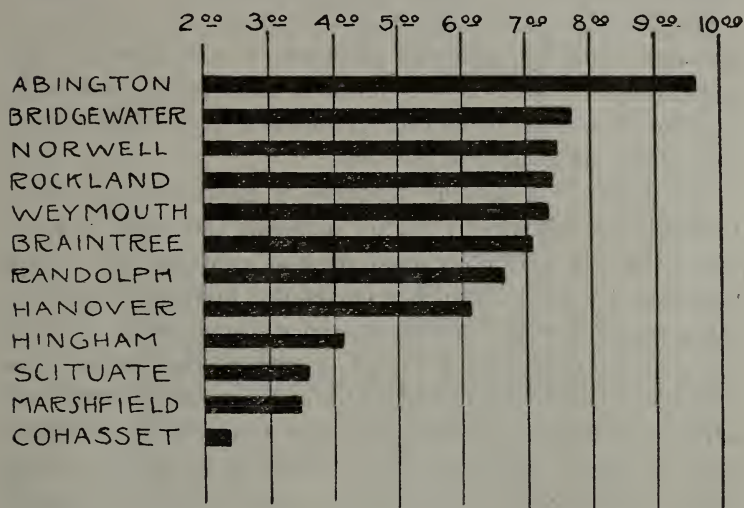 2.00 3.00 4.00 5.00 6.00 7.00 8.00 9.00 10.00
ABINGTON
BRIDGEWATER
NORWELL
ROCKLAND
WEYMOUTH
BRAINTREE
RANDOLPH
HANOVER
HINGHAM
SCITUATE
MARSHFIELD
COHASSET